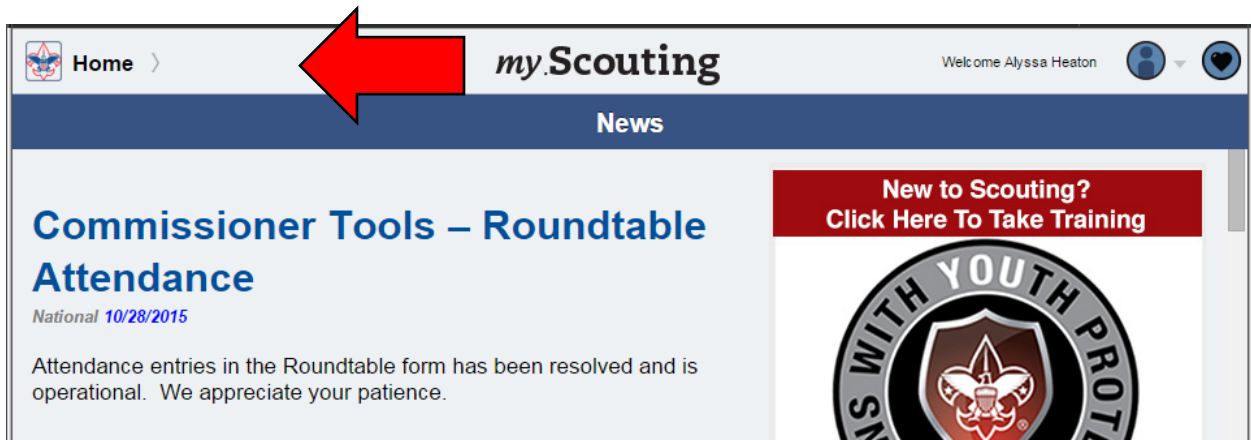 Home 〉
my.Scouting
Welcome Alyssa Heaton
News
Commissioner Tools – Roundtable
Attendance
National 10/28/2015
Attendance entries in the Roundtable form has been resolved and is
operational.  We appreciate your patience.
New to Scouting?
Click Here To Take Training
WITH YOUTH